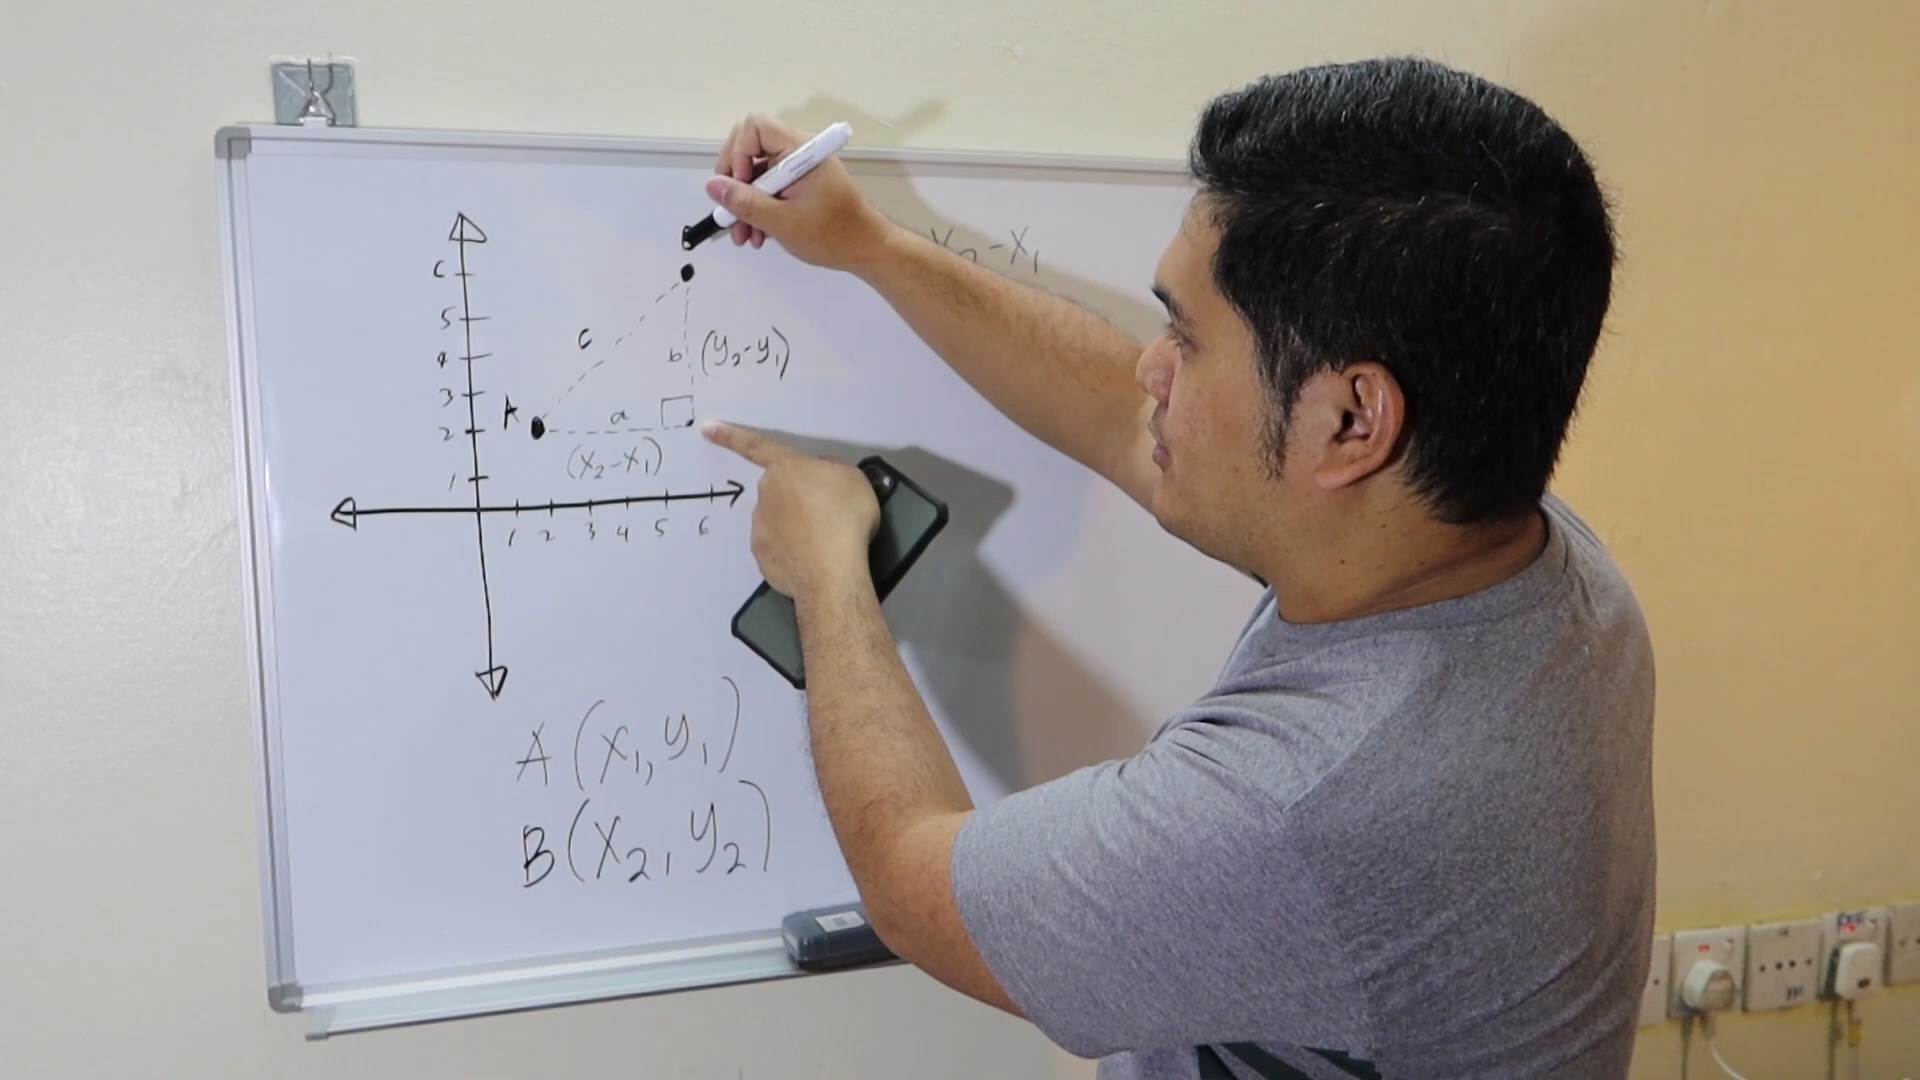 X2-X1
6
5
C
4
b (y2-y1)
3
A
a
2
(X2-X1)
1
1 2 3 4 5 6
A(X1,y1)
B(X2,y2)